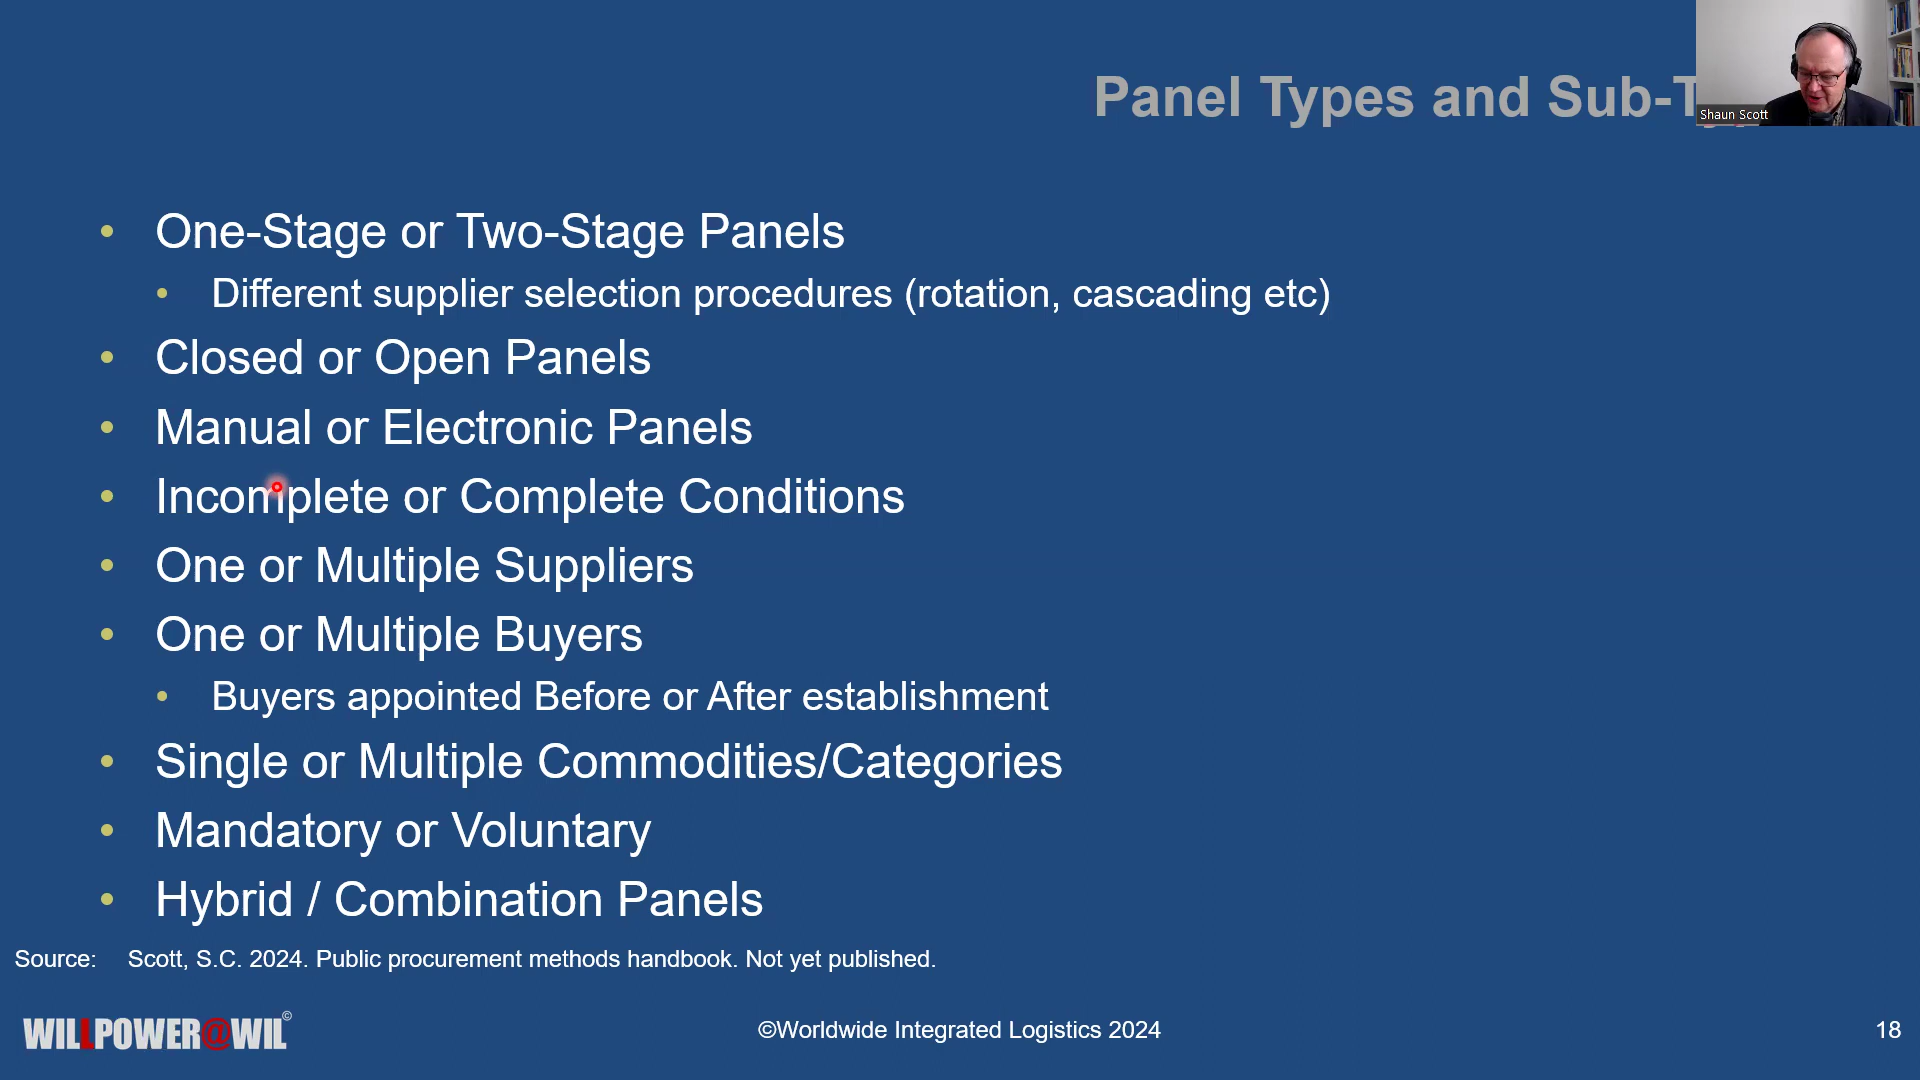 Panel Types and Sub-
Shaun Scott
• One-Stage or Two-Stage Panels
• Different supplier selection procedures (rotation, cascading etc)
• Closed or Open Panels
• Manual or Electronic Panels
• Incomplete or Complete Conditions
• One or Multiple Suppliers
• One or Multiple Buyers
• Buyers appointed Before or After establishment
• Single or Multiple Commodities/Categories
• Mandatory or Voluntary
• Hybrid / Combination Panels
Source: Scott, S.C. 2024. Public procurement methods handbook. Not yet published.
WILLPOWER@WIL©
©Worldwide Integrated Logistics 2024
18